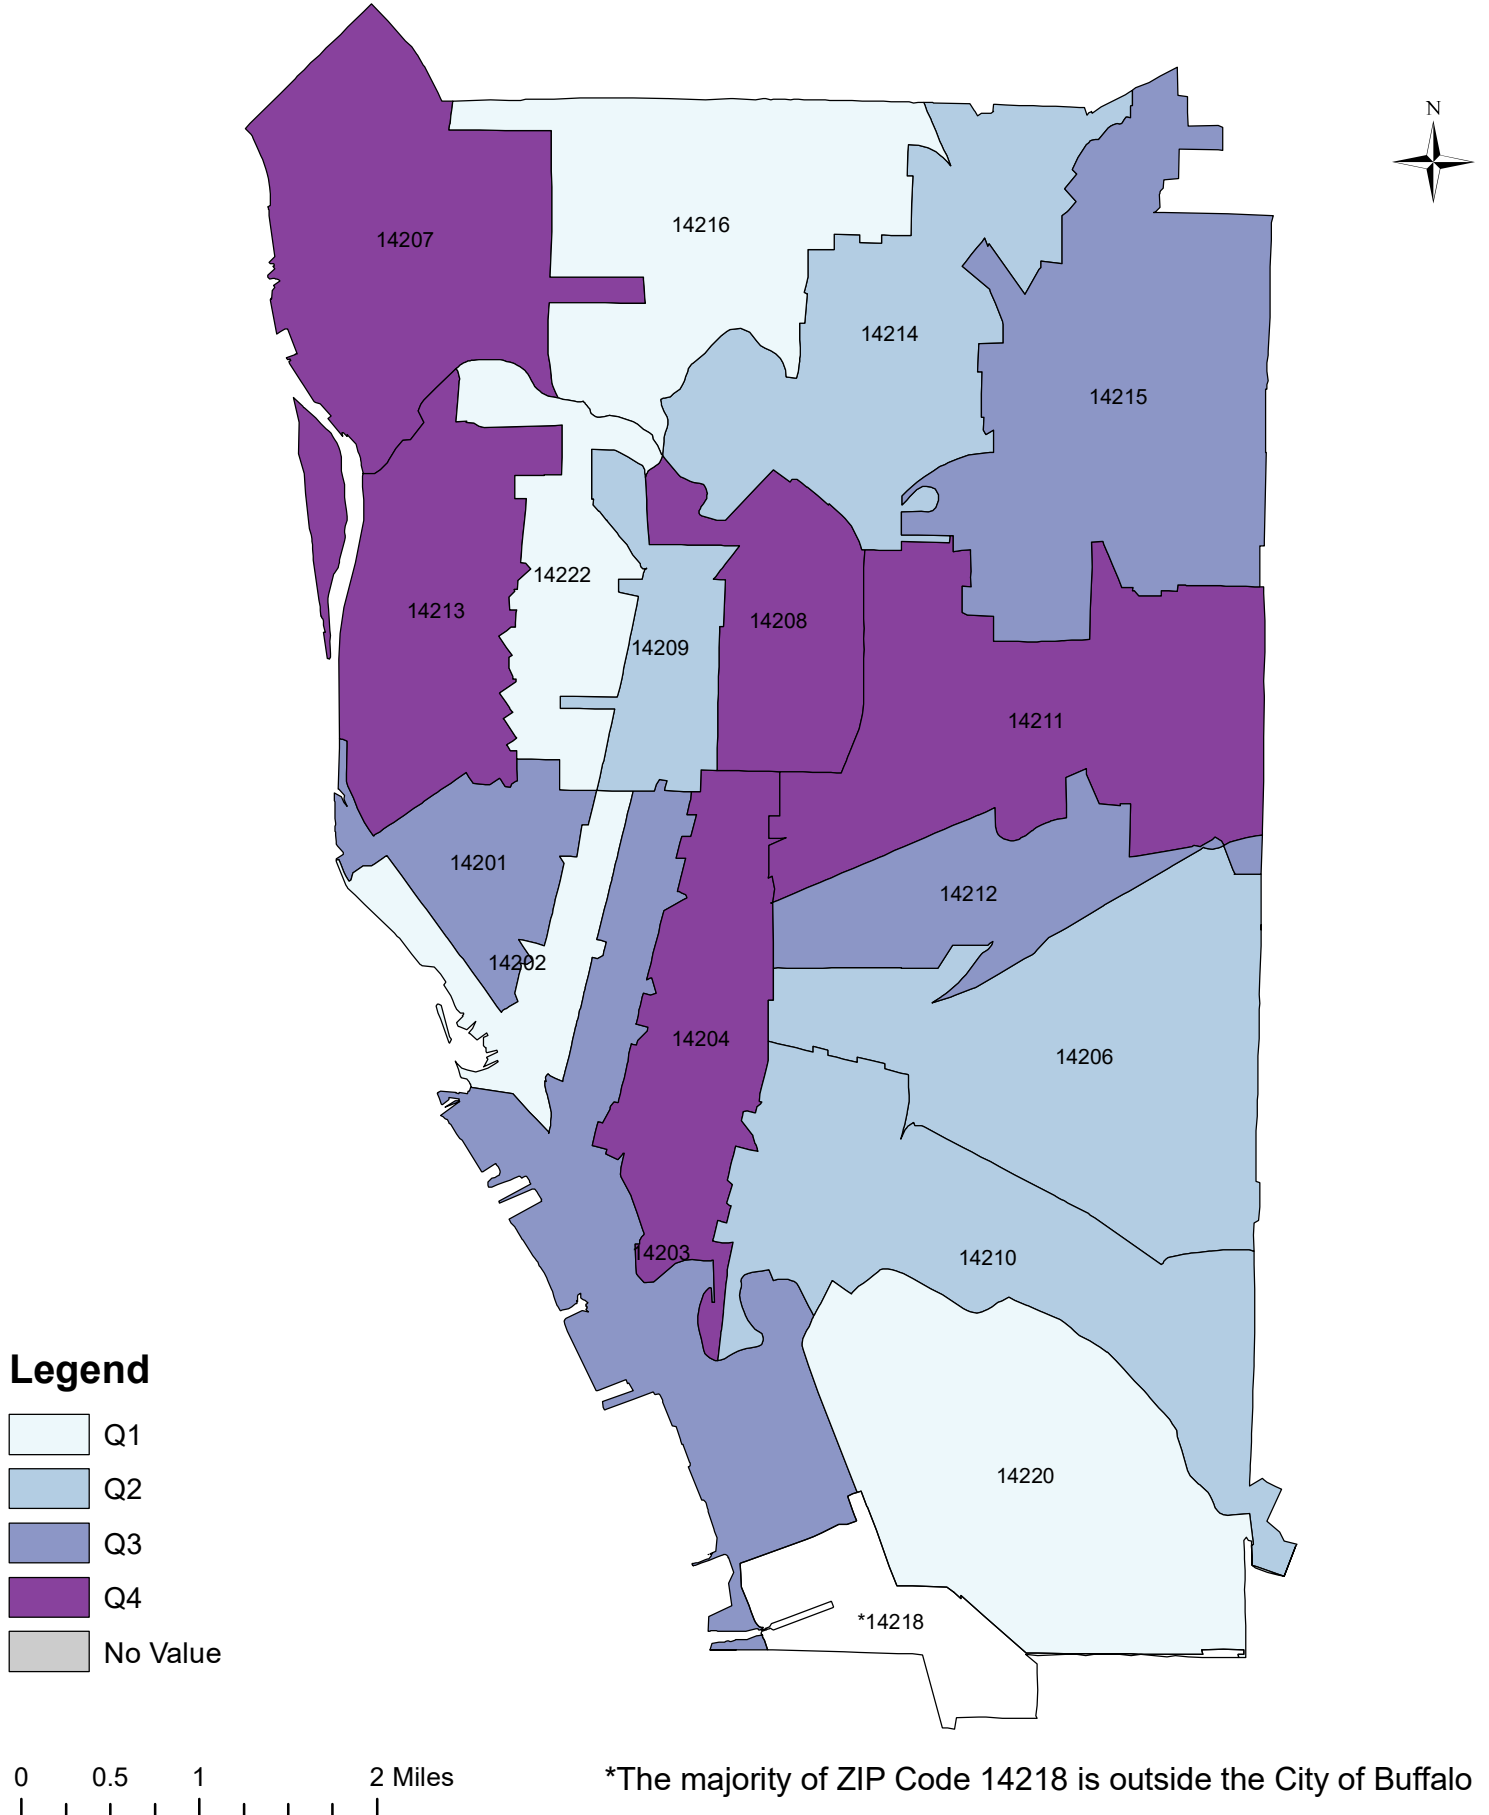 N
14207
14216
14214
14215
14222
14213
14208
14209
14211
14201
14212
14202
14204
14206
14203
14210
14220
*14218
Legend
Q1
Q2
Q3
Q4
No Value
0 0.5 1 2 Miles
*The majority of ZIP Code 14218 is outside the City of Buffalo